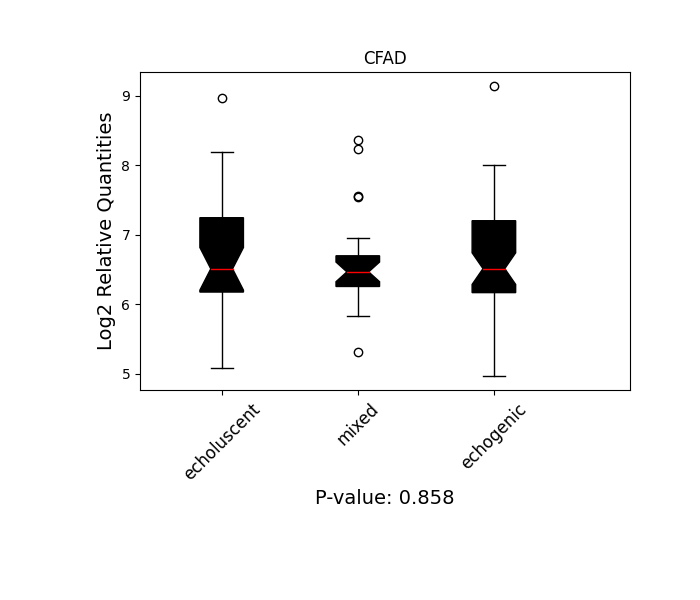 CFAD
Log2 Relative Quantities
9
8
7
6
5
echoluscent
mixed
echogenic
P-value: 0.858